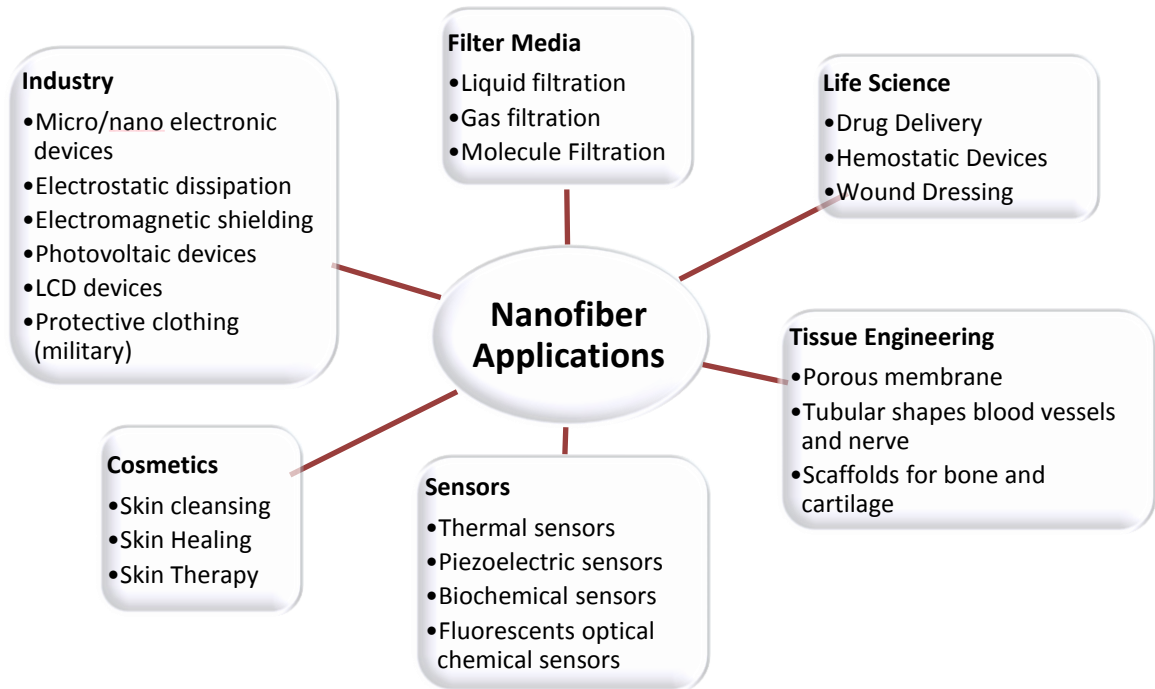 Filter Media
•Liquid filtration
•Gas filtration
•Molecule Filtration
Industry
•Micro/nano electronic
devices
•Electrostatic dissipation
•Electromagnetic shielding
•Photovoltaic devices
•LCD devices
•Protective clothing
(military)
Life Science
•Drug Delivery
•Hemostatic Devices
•Wound Dressing
Nanofiber
Applications
Tissue Engineering
•Porous membrane
•Tubular shapes blood vessels
and nerve
•Scaffolds for bone and
cartilage
Cosmetics
•Skin cleansing
•Skin Healing
•Skin Therapy
Sensors
•Thermal sensors
•Piezoelectric sensors
•Biochemical sensors
•Fluorescents optical
chemical sensors